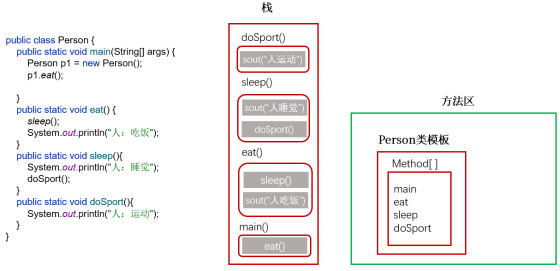 public class Person {
public static void main(String[] args) {
Person p1 = new Person();
p1.eat();
}
public static void eat() {
sleep();
System.out.println("人：吃饭");
}
public static void sleep(){
System.out.println("人：睡觉");
doSport();
}
public static void doSport(){
System.out.println("人：运动");
}
}
栈
doSport()
sout("人运动")
sleep()
sout("人睡觉")
doSport()
eat()
sleep()
sout("人吃饭")
main()
eat()
方法区
Person类模板
Method[ ]
main
eat
sleep
doSport